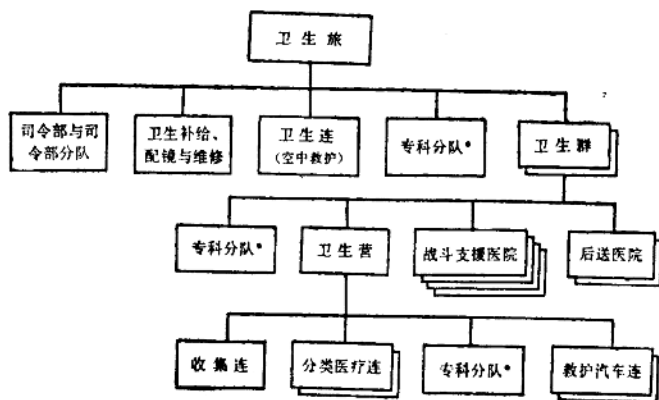 卫生旅
司令部与司
令部分队
卫生补给、
配镜与维修
卫生连
(空中救护)
专科分队*
卫生群
专科分队*
卫生营
战斗支援医院
后送医院
收集连
分类医疗连
专科分队*
救护汽车连